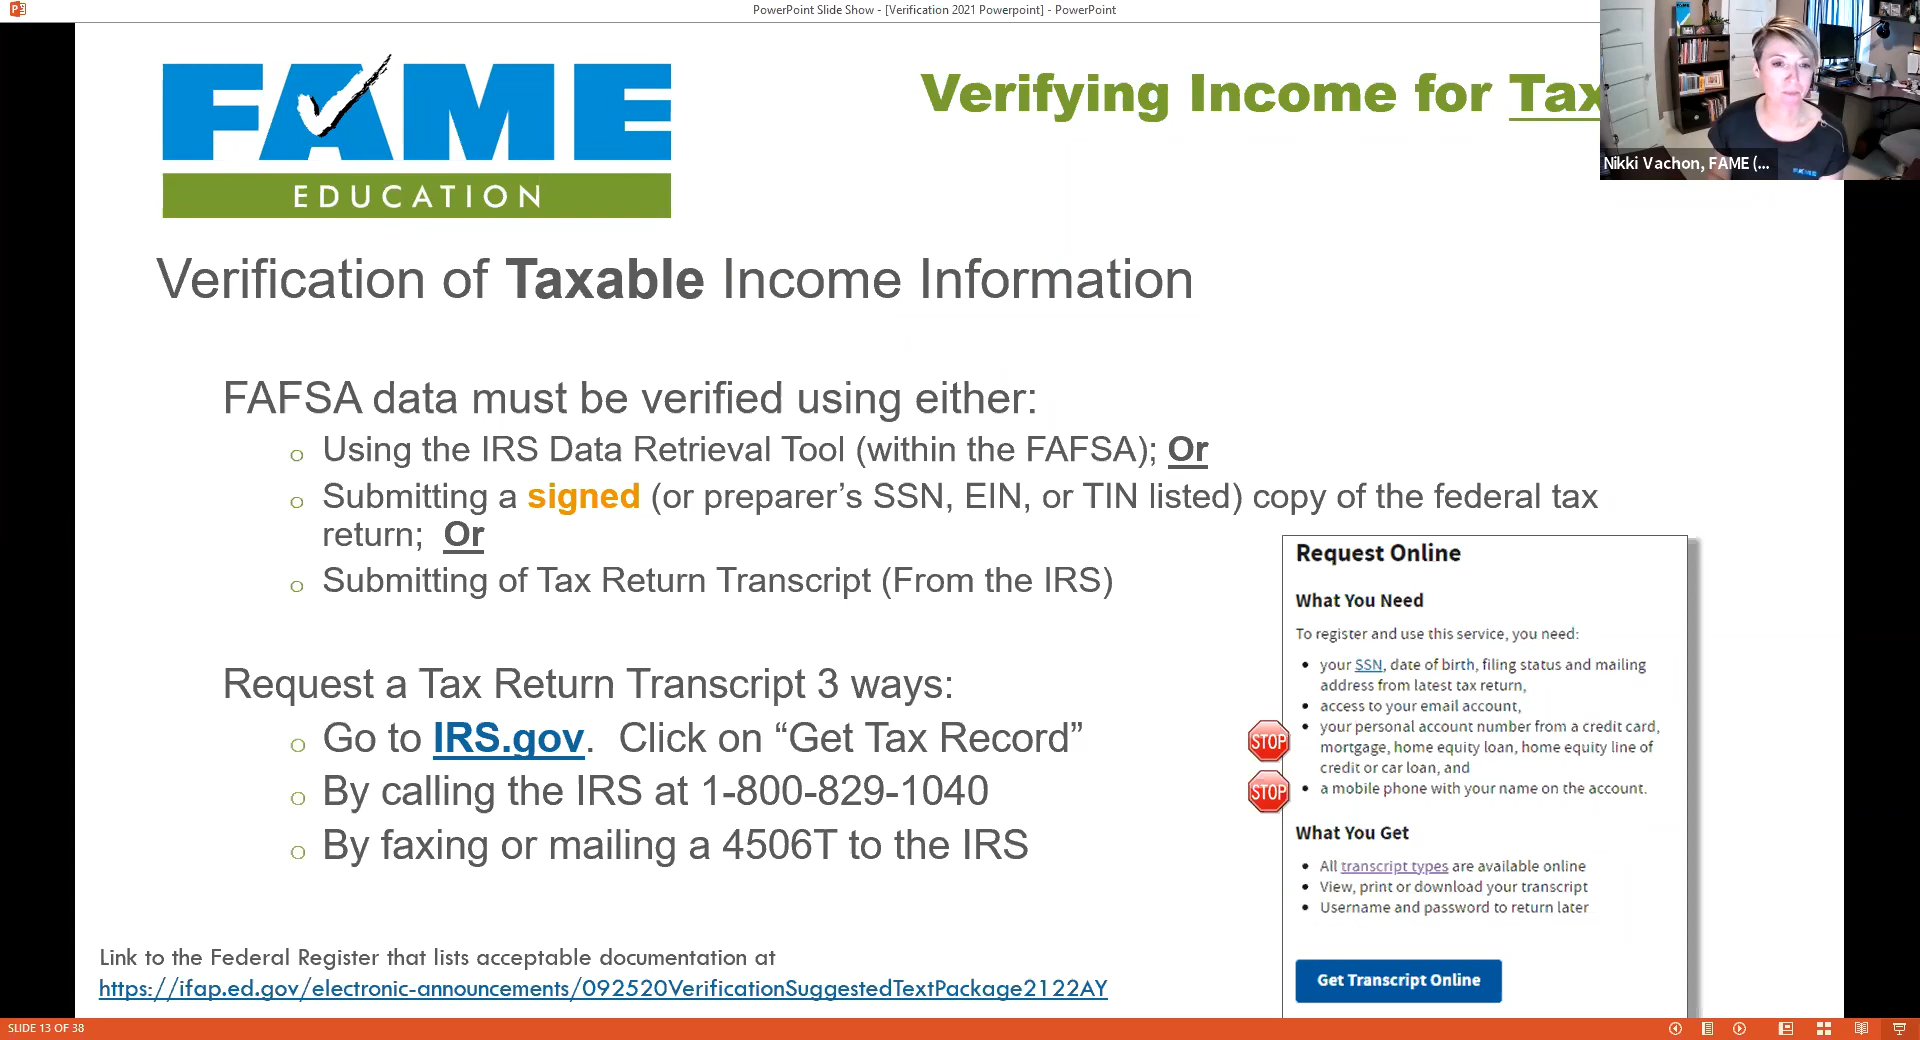 PowerPoint Slide Show - [Verification 2021 Powerpoint] - PowerPoint
FAME
EDUCATION
Verifying Income for Tax
Nikki Vachon, FAME (...
FAME
Verification of Taxable Income Information
FAFSA data must be verified using either:
Using the IRS Data Retrieval Tool (within the FAFSA); Or
Submitting a signed (or preparer’s SSN, EIN, or TIN listed) copy of the federal tax
return; Or
Submitting of Tax Return Transcript (From the IRS)
Request a Tax Return Transcript 3 ways:
Go to IRS.gov. Click on “Get Tax Record”
By calling the IRS at 1-800-829-1040
By faxing or mailing a 4506T to the IRS
Request Online
What You Need
To register and use this service, you need:
• your SSN, date of birth, filing status and mailing
address from latest tax return,
• access to your email account,
• your personal account number from a credit card,
STOP
mortgage, home equity loan, home equity line of
credit or car loan, and
STOP
• a mobile phone with your name on the account.
What You Get
• All transcript types are available online
• View, print or download your transcript
• Username and password to return later
Get Transcript Online
Link to the Federal Register that lists acceptable documentation at
https://ifap.ed.gov/electronic-announcements/092520VerificationSuggestedTextPackage2122AY
SLIDE 13 OF 38